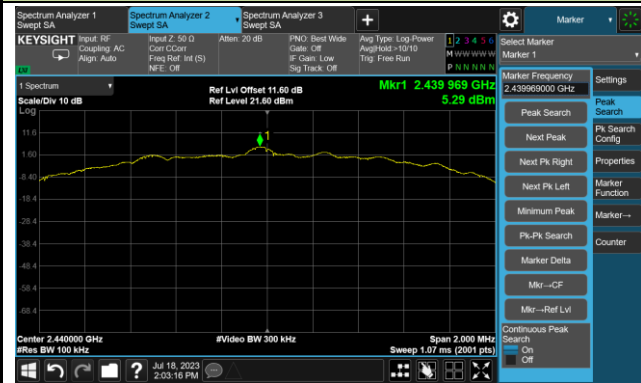 Spectrum Analyzer 1
Swept SA
Spectrum Analyzer 2
Swept SA
Spectrum Analyzer 3
Swept SA
+
Marker
KEYSIGHT
Input: RF
Coupling: AC
Align: Auto
Input Z: 50 Ω
Corr CCorr
Freq Ref: Int (S)
NFE: Off
Atten: 20 dB
PNO: Best Wide
Gate: Off
IF Gain: Low
Sig Track: Off
Avg Type: Log-Power
Avg|Hold:>10/10
Trig: Free Run
1 2 3 4 5 6
M W W W W W
P N N N N N
Select Marker
Marker 1
1 Spectrum
Scale/Div 10 dB
Log
Ref Lvl Offset 11.60 dB
Ref Level 21.60 dBm
Mkr1 2.439 969 GHz
5.29 dBm
11.6
1.60
-8.40
-18.4
-28.4
-38.4
-48.4
-58.4
-68.4
1
Center 2.440000 GHz
#Res BW 100 kHz
#Video BW 300 kHz
Span 2.000 MHz
Sweep 1.07 ms (2001 pts)
Marker Frequency
2.439969000 GHz
Peak Search
Next Peak
Next Pk Right
Next Pk Left
Minimum Peak
Pk-Pk Search
Marker Delta
Mkr→CF
Mkr→Ref Lvl
Continuous Peak
Search
On
Off
Settings
Peak
Search
Pk Search
Config
Properties
Marker
Function
Marker→
Counter
?
Jul 18, 2023
2:03:16 PM